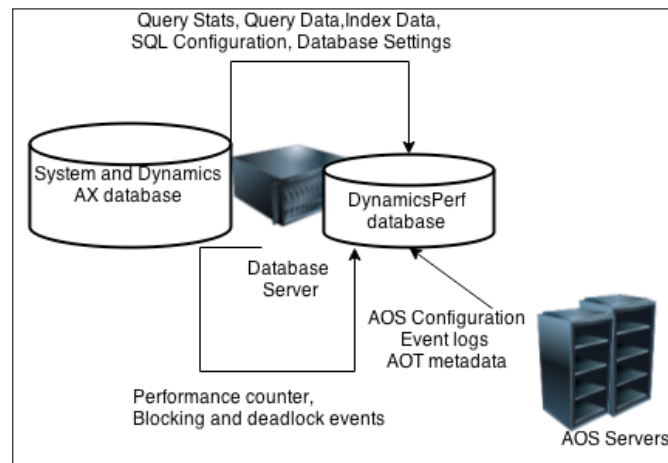 Query Stats, Query Data,Index Data,
SQL Configuration, Database Settings
System and Dynamics
AX database
DynamicsPerf
database
Database
Server
AOS Configuration
Event logs
AOT metadata
Performance counter,
Blocking and deadlock events
AOS Servers